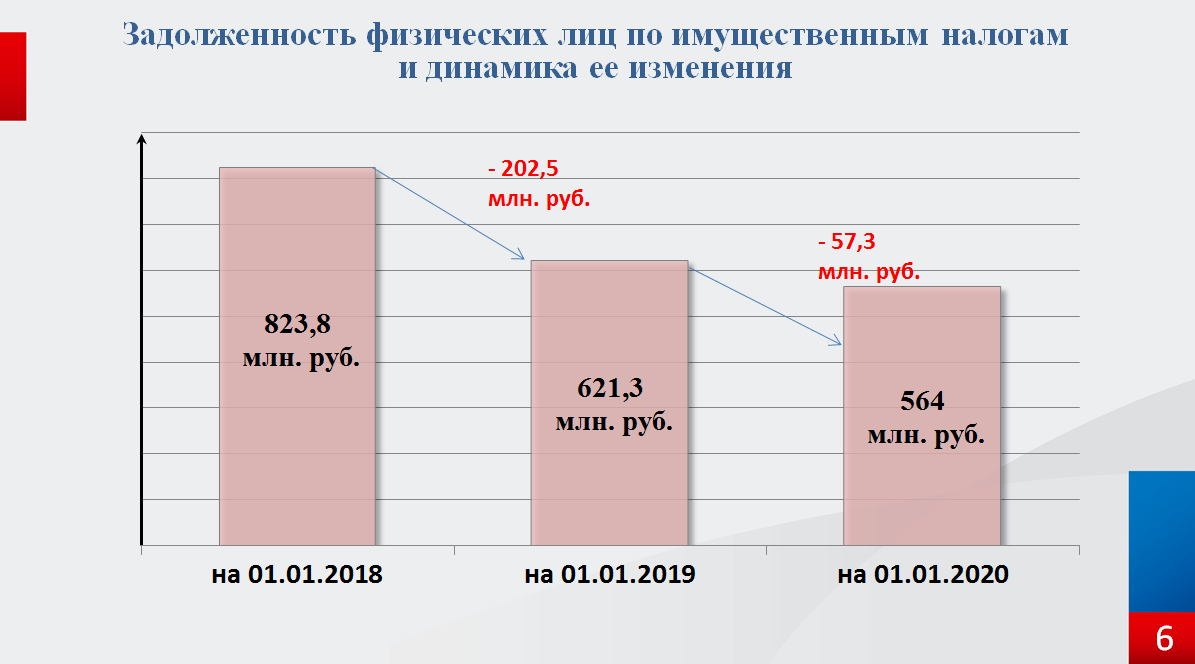 Задолженность физических лиц по имущественным налогам
и динамика ее изменения
- 202,5
млн. руб.
- 57,3
млн. руб.
823,8
млн. руб.
621,3
млн. руб.
564
млн. руб.
на 01.01.2018
на 01.01.2019
на 01.01.2020
6